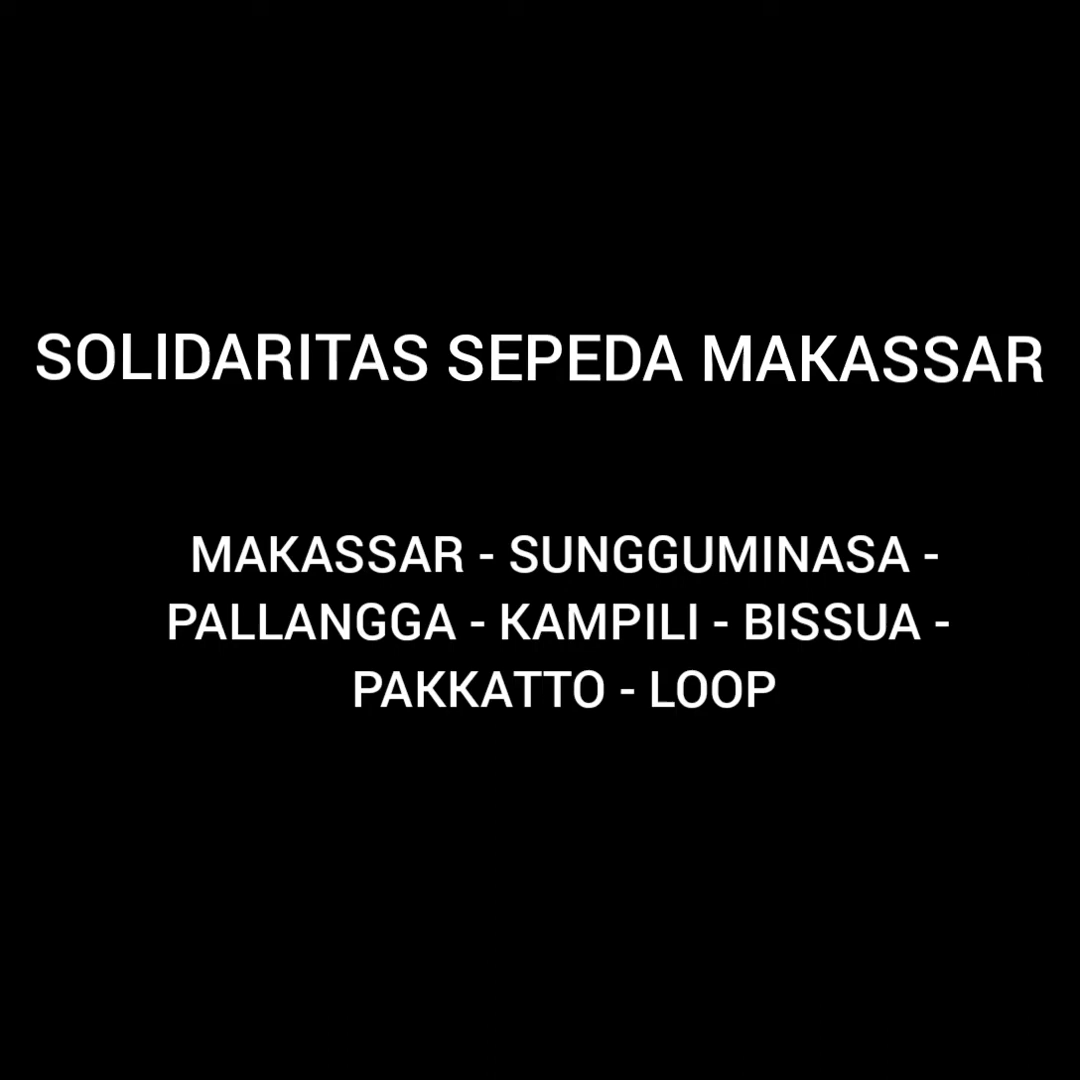 SOLIDARITAS SEPEDA MAKASSAR
MAKASSAR - SUNGGUMINASA -
PALLANGGA - KAMPILI - BISSUA -
PAKKATTO - LOOP